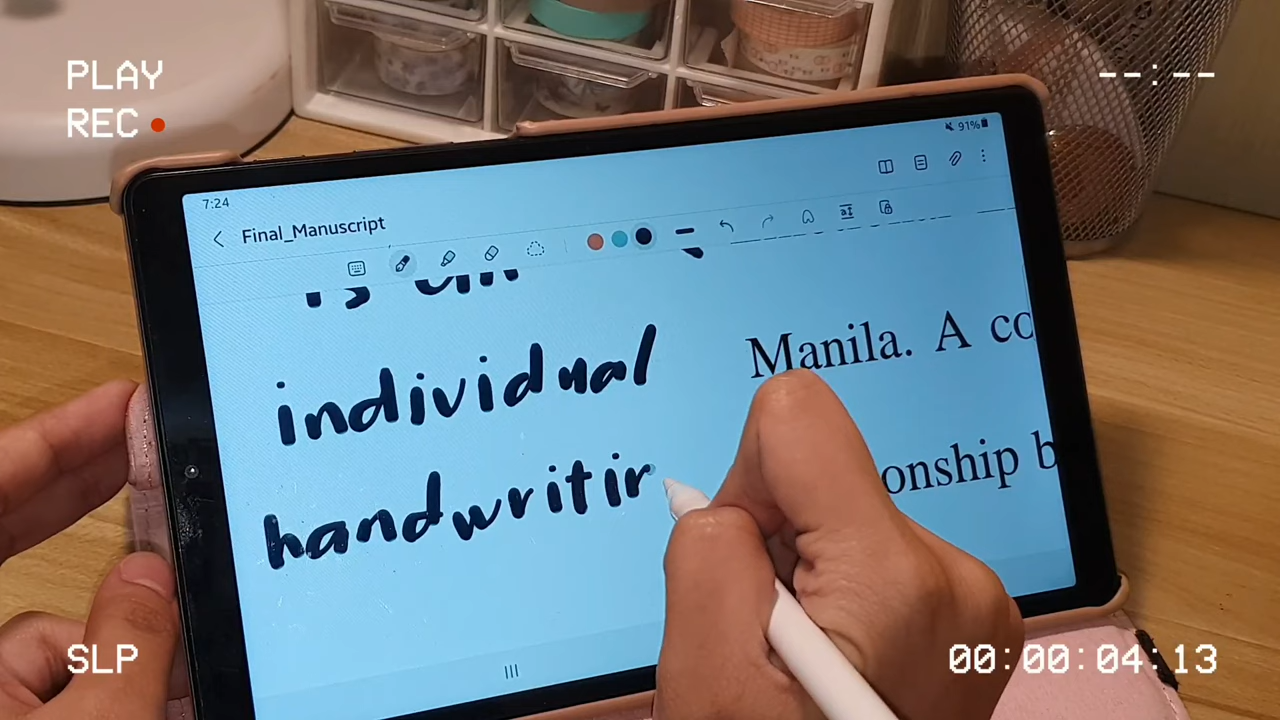 PLAY
--:--
REC
91%
7:24
Final_Manuscript
individual
Manila. A co
handwritir
onship b
SLP
00:00:04:13